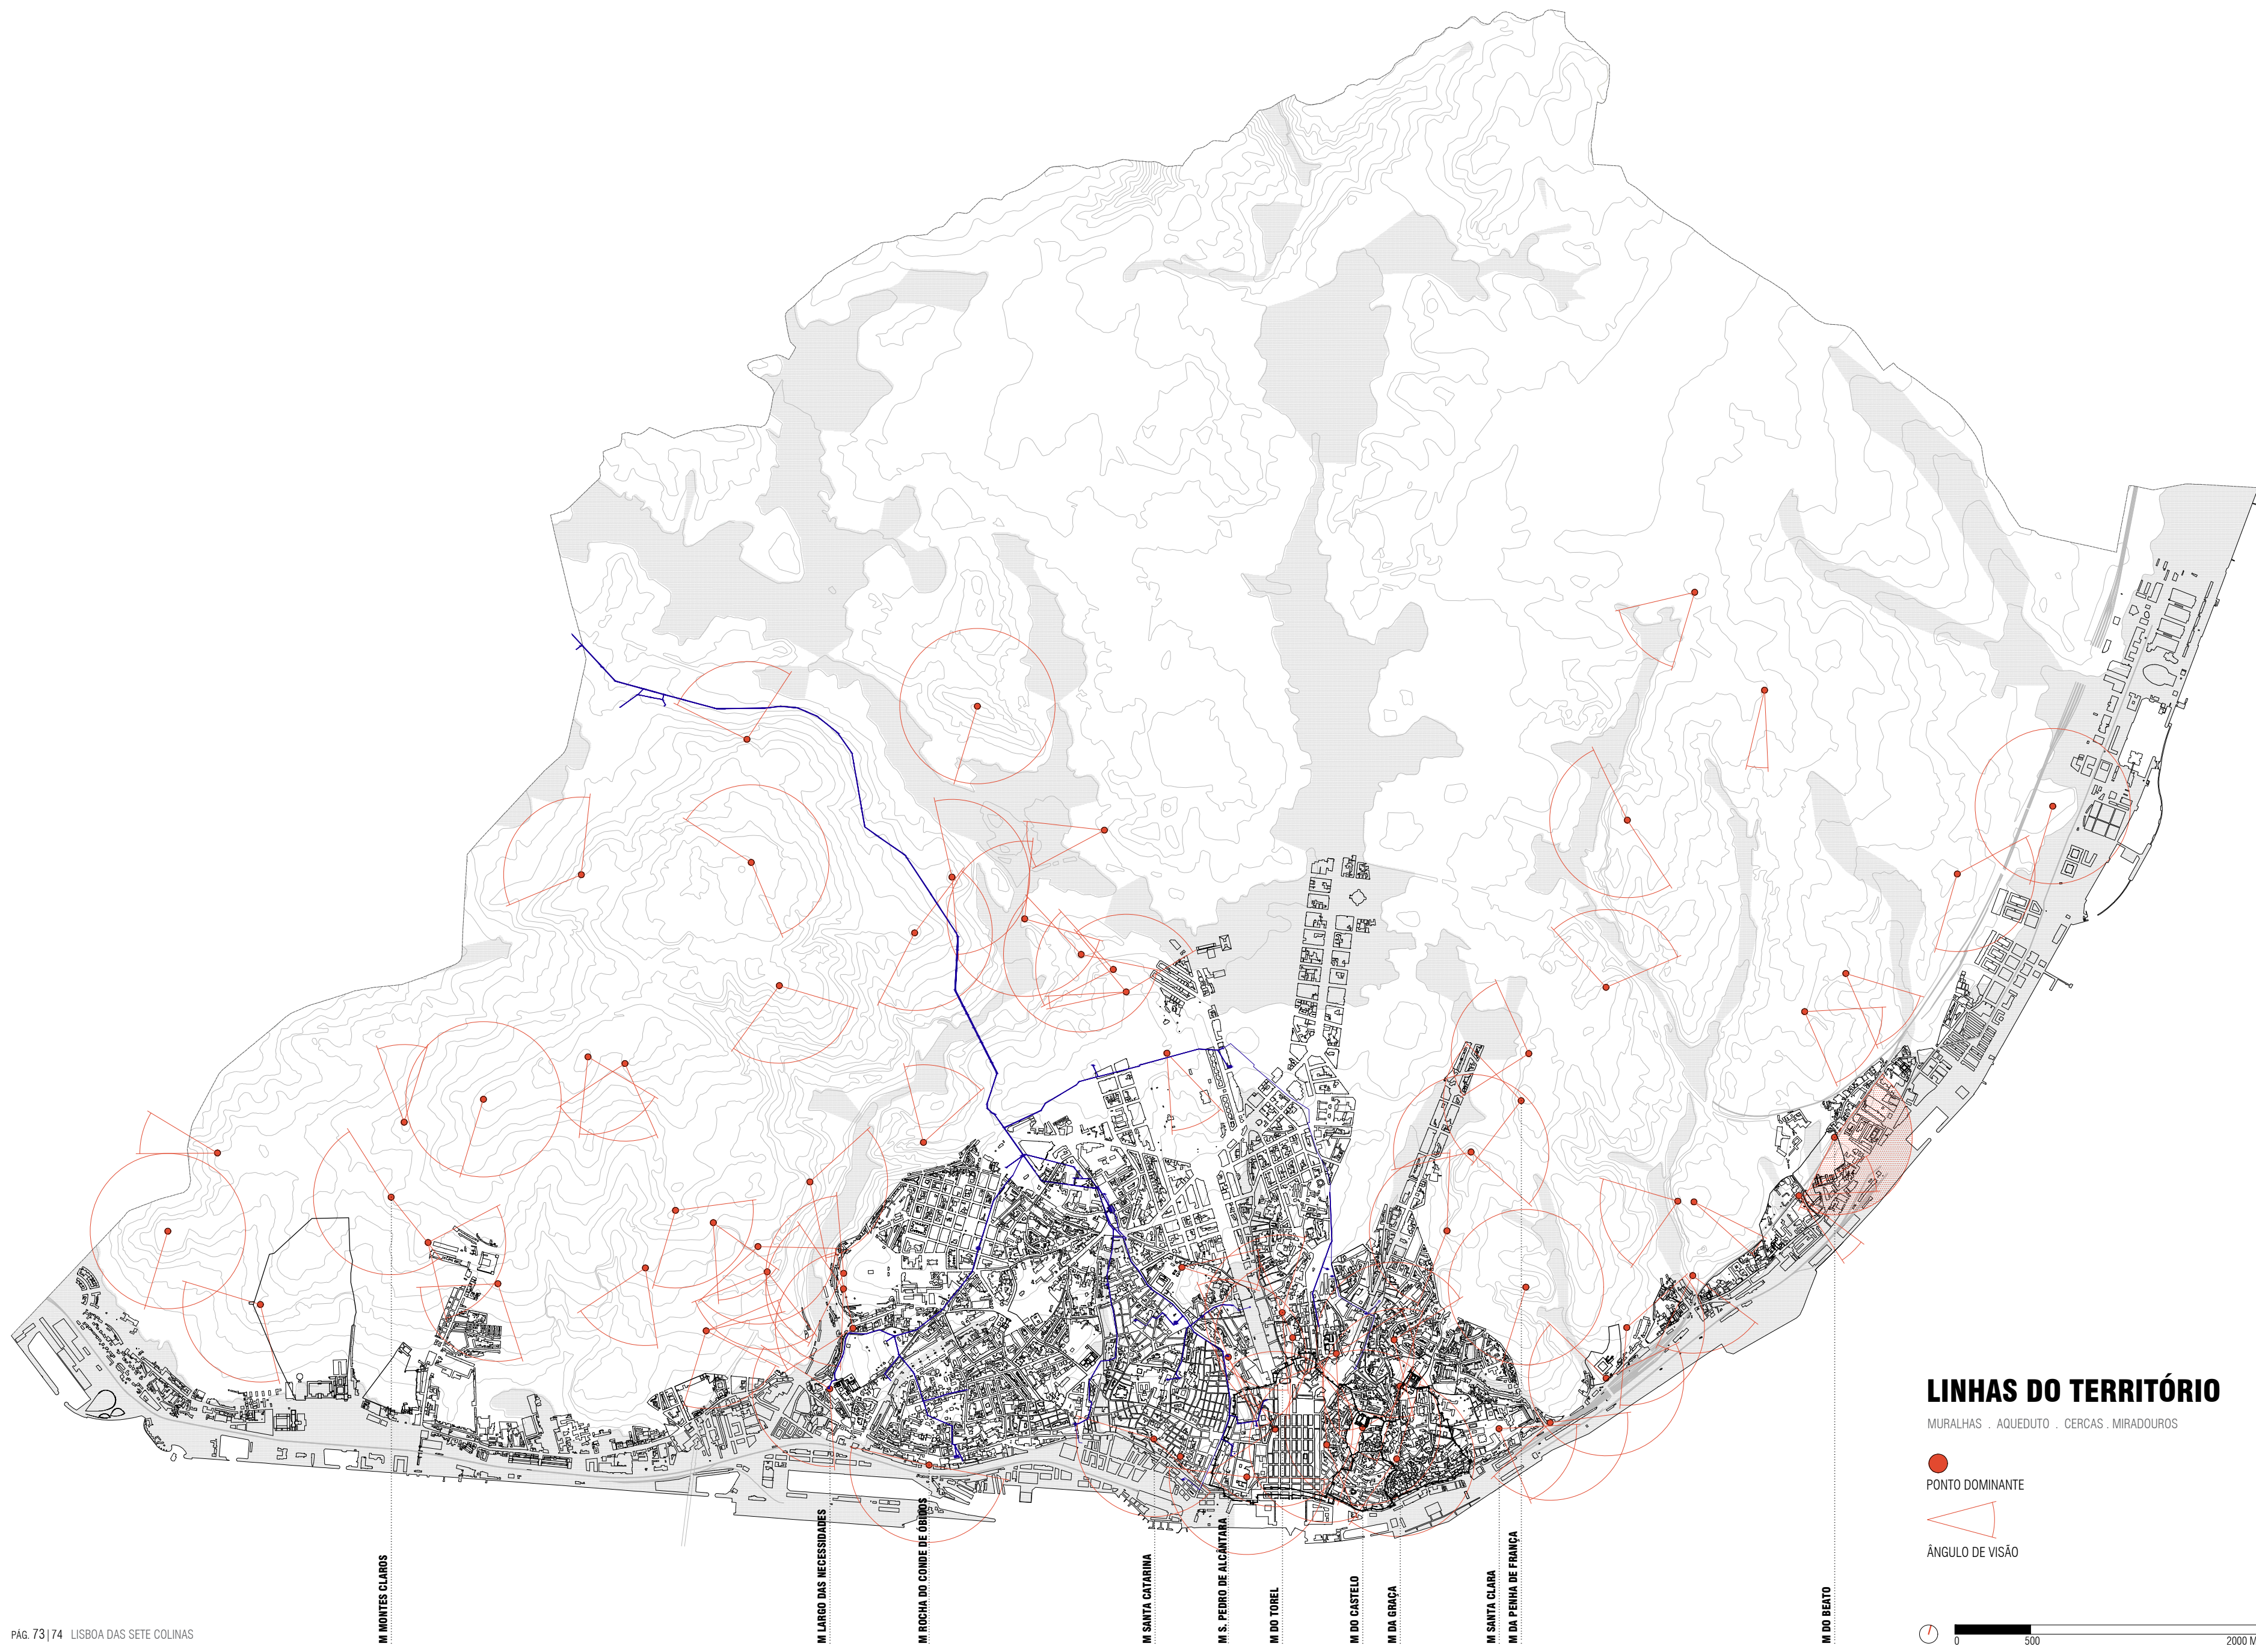 LINHAS DO TERRITÓRIO
MURALHAS . AQUEDUTO . CERCAS . MIRADOUROS
PONTO DOMINANTE
ÂNGULO DE VISÃO
M MONTES CLAROS
M LARGO DAS NECESSIDADES
M ROCHA DO CONDE DE ÓBIDOS
M SANTA CATARINA
M S. PEDRO DE ALCÂNTARA
M DO TOREL
M DO CASTELO
M DA GRAÇA
M SANTA CLARA
M DA PENHA DE FRANÇA
M DO BEATO
PÁG. 73|74 LISBOA DAS SETE COLINAS
0 500 2000 M